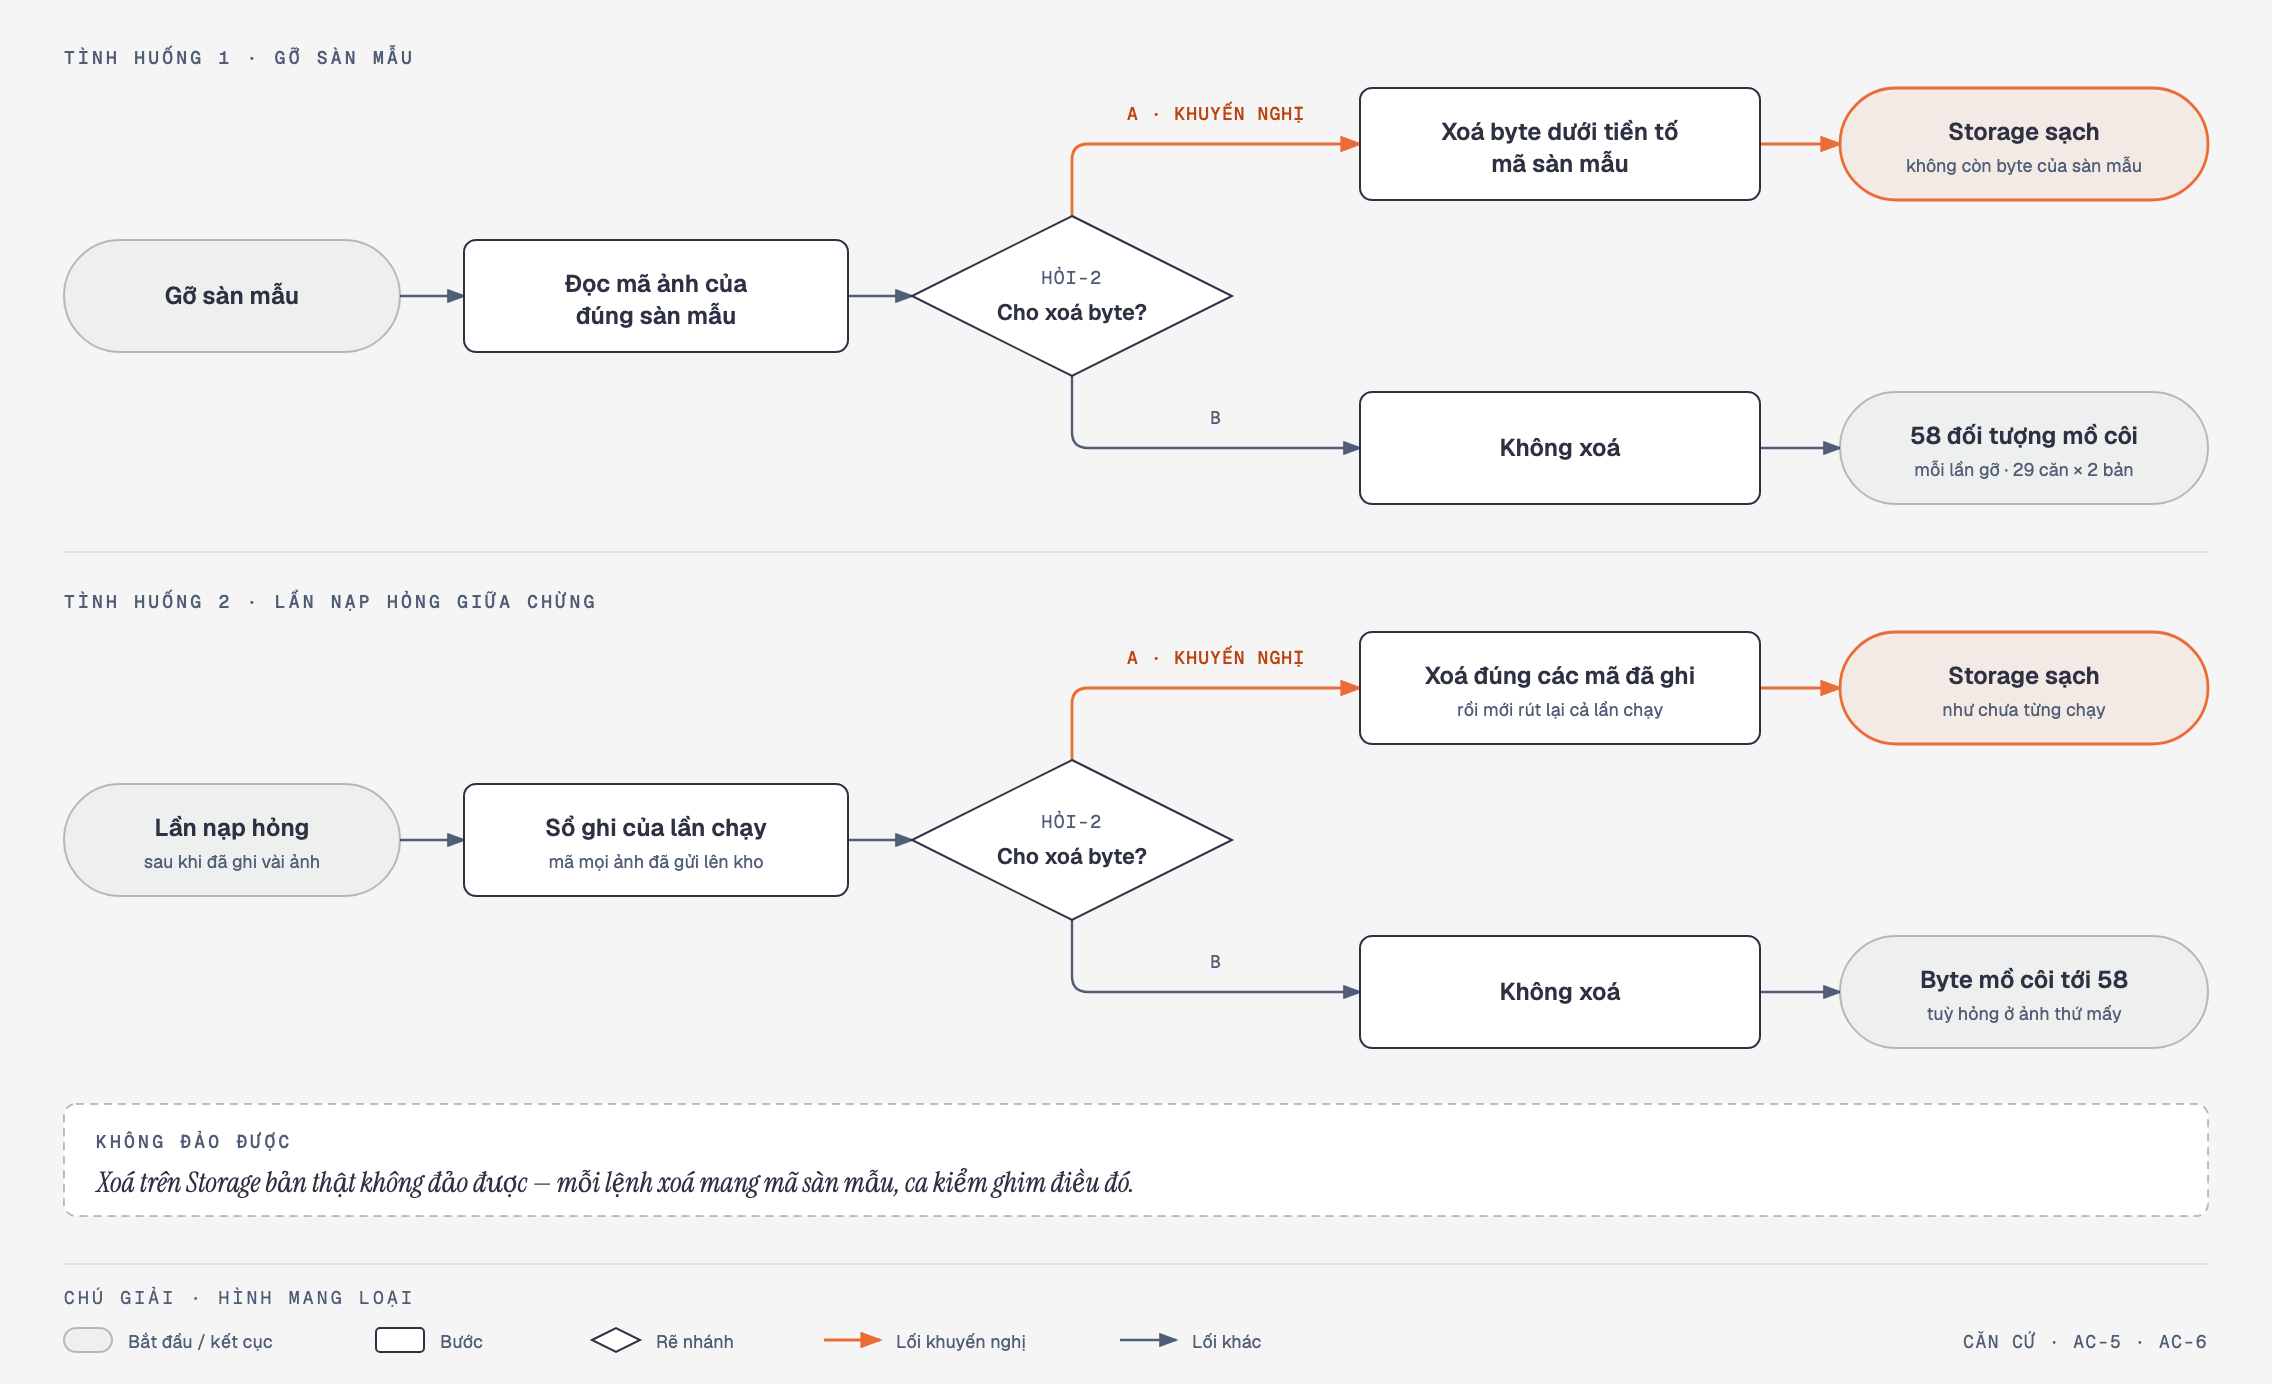 TÌNH HUỐNG 1 · GỠ SÀN MẪU
A · KHUYẾN NGHỊ
Xoá byte dưới tiền tố
mã sàn mẫu
Storage sạch
không còn byte của sàn mẫu
Gỡ sàn mẫu
Đọc mã ảnh của
đúng sàn mẫu
HỎI-2
Cho xoá byte?
B
Không xoá
58 đối tượng mồ côi
mỗi lần gỡ · 29 căn × 2 bản
TÌNH HUỐNG 2 · LẦN NẠP HỎNG GIỮA CHỪNG
A · KHUYẾN NGHỊ
Xoá đúng các mã đã ghi
rồi mới rút lại cả lần chạy
Storage sạch
như chưa từng chạy
Lần nạp hỏng
sau khi đã ghi vài ảnh
Sổ ghi của lần chạy
mã mọi ảnh đã gửi lên kho
HỎI-2
Cho xoá byte?
B
Không xoá
Byte mồ côi tới 58
tuỳ hỏng ở ảnh thứ mấy
KHÔNG ĐẢO ĐƯỢC
Xoá trên Storage bản thật không đảo được — mỗi lệnh xoá mang mã sàn mẫu, ca kiểm ghim điều đó.
CHÚ GIẢI · HÌNH MANG LOẠI
Bắt đầu / kết cục
Bước
Rẽ nhánh
Lối khuyến nghị
Lối khác
CĂN CỨ · AC-5 · AC-6